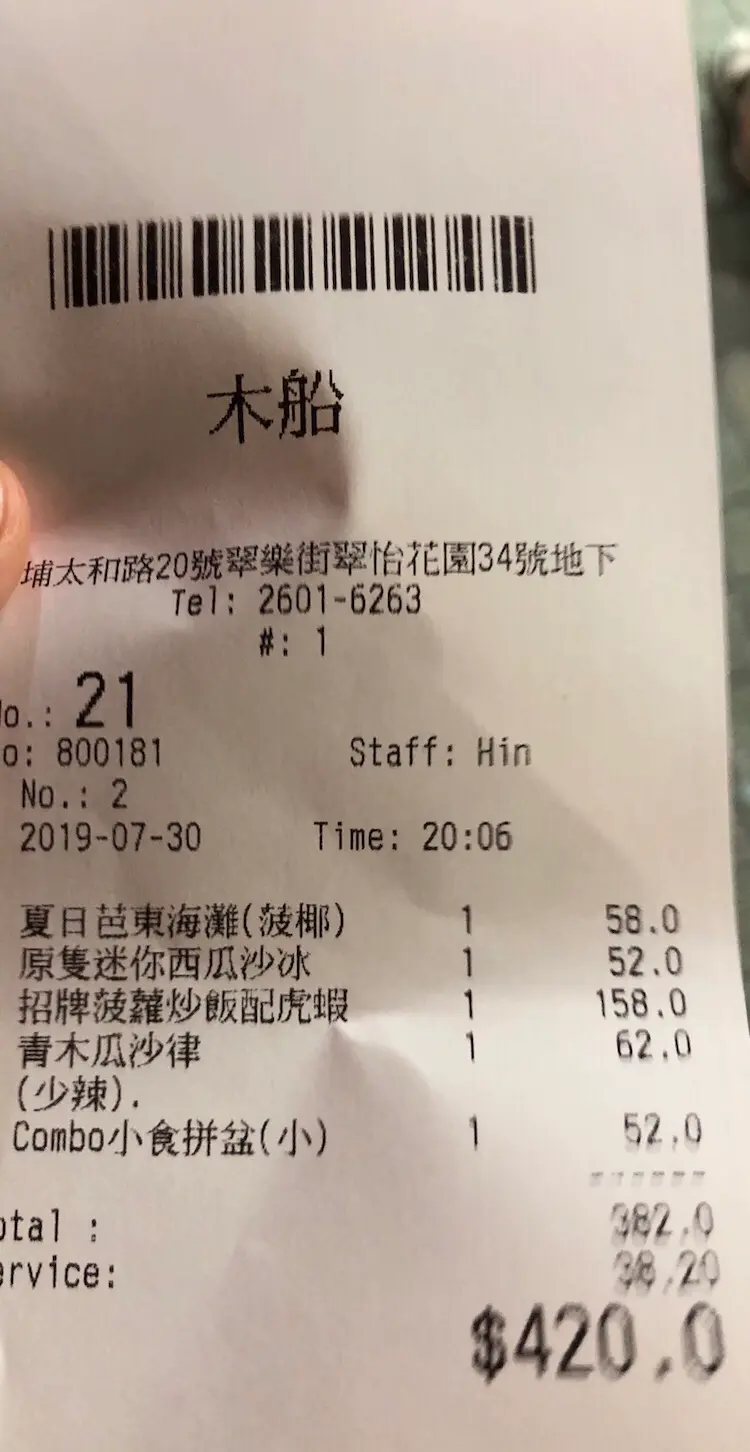 木船
埔太和路20號翠樂街翠怡花園34號地下
Tel: 2601-6263
#: 1
o.: 21
o: 800181 Staff: Hin
No.: 2
2019-07-30 Time: 20:06
夏日芭東海灘(菠椰) 1 58.0
原隻迷你西瓜沙冰 1 52.0
招牌菠蘿炒飯配虎蝦 1 158.0
青木瓜沙律 1 62.0
(少辣).
Combo小食拼盆(小) 1 52.0
otal : 382.0
ervice: 38.20
$420.0